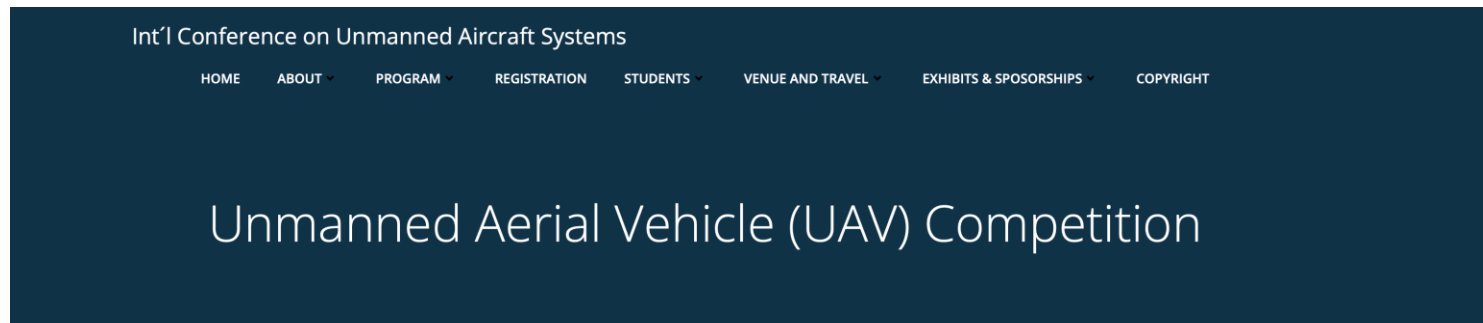 Int´l Conference on Unmanned Aircraft Systems
HOME ABOUT PROGRAM REGISTRATION STUDENTS VENUE AND TRAVEL EXHIBITS & SPOSORSHIPS COPYRIGHT
Unmanned Aerial Vehicle (UAV) Competition